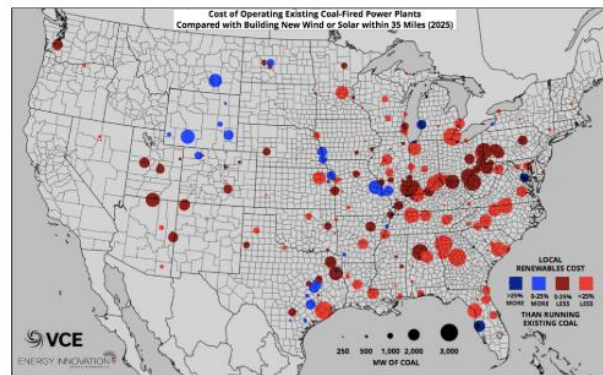 Cost of Operating Existing Coal-Fired Power Plants
Compared with Building New Wind or Solar within 35 Miles (2025)
LOCAL
RENEWABLES COST
>25% MORE
0-25% MORE
0-25% LESS
>25% LESS
THAN RUNNING
EXISTING COAL
VCE
ENERGY INNOVATION
250 500 1,000 2,000 3,000
MW OF COAL